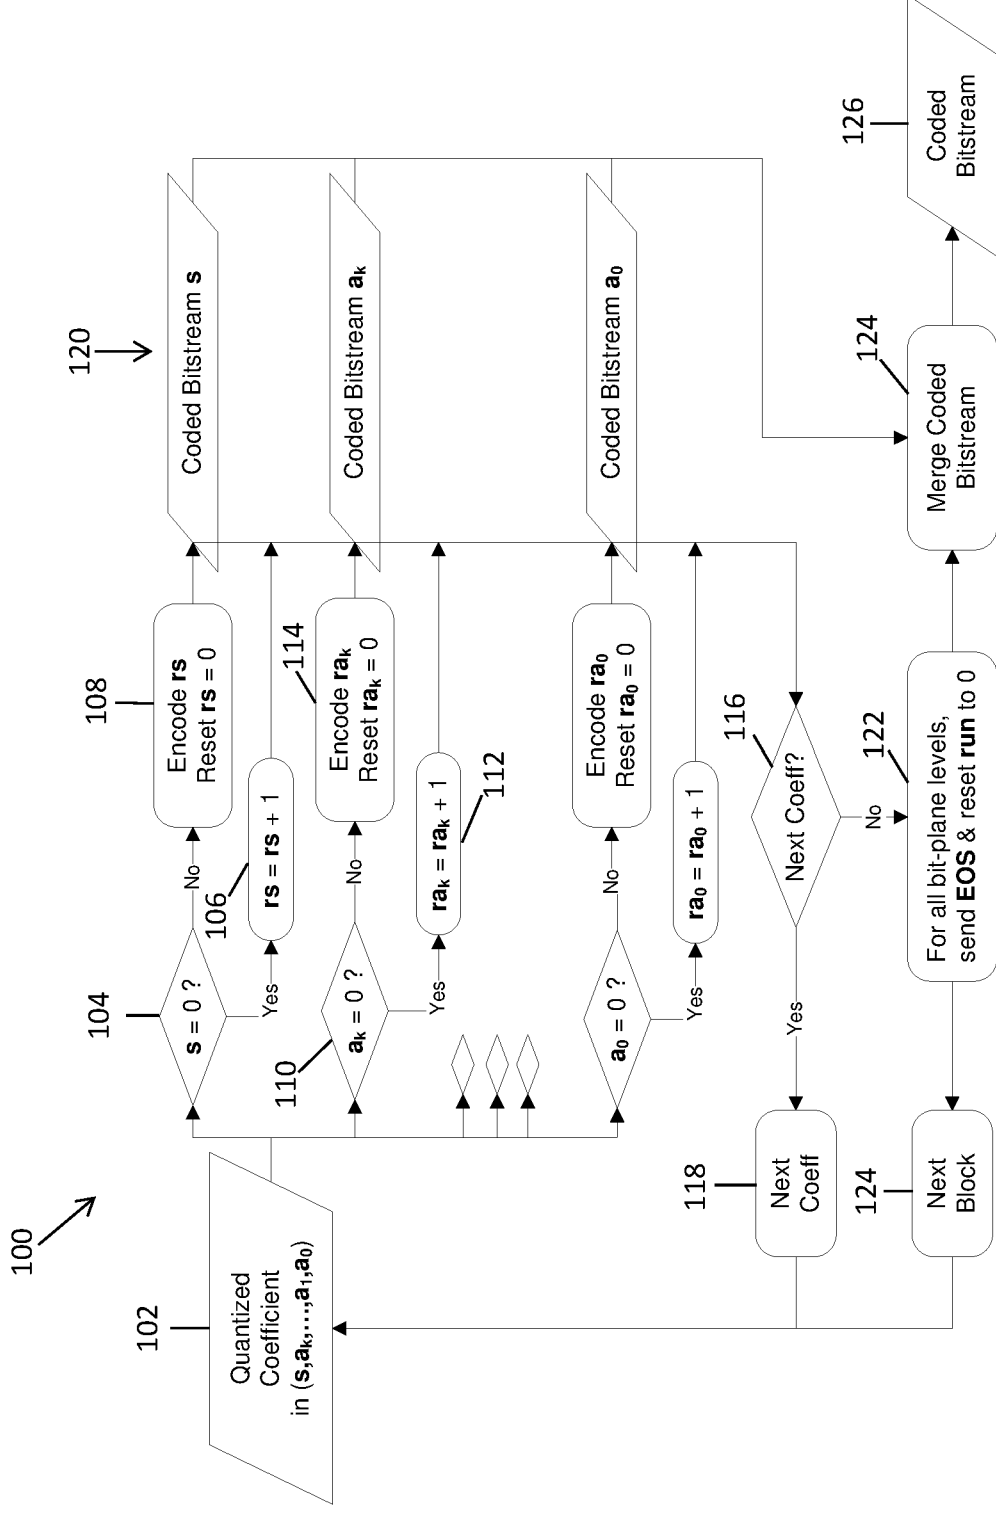 100
102
Quantized
Coefficient
in (s,aₖ,...,a₁,a₀)
104
s = 0 ?
No
Yes
106
rs = rs + 1
108
Encode rs
Reset rs = 0
120
Coded Bitstream s
110
aₖ = 0 ?
No
Yes
112
raₖ = raₖ + 1
114
Encode raₖ
Reset raₖ = 0
Coded Bitstream aₖ
a₀ = 0 ?
No
Yes
ra₀ = ra₀ + 1
Encode ra₀
Reset ra₀ = 0
Coded Bitstream a₀
118
Next
Coeff
Yes
116
Next Coeff?
No
124
Next
Block
122
For all bit-plane levels,
send EOS & reset run to 0
124
Merge Coded
Bitstream
126
Coded
Bitstream